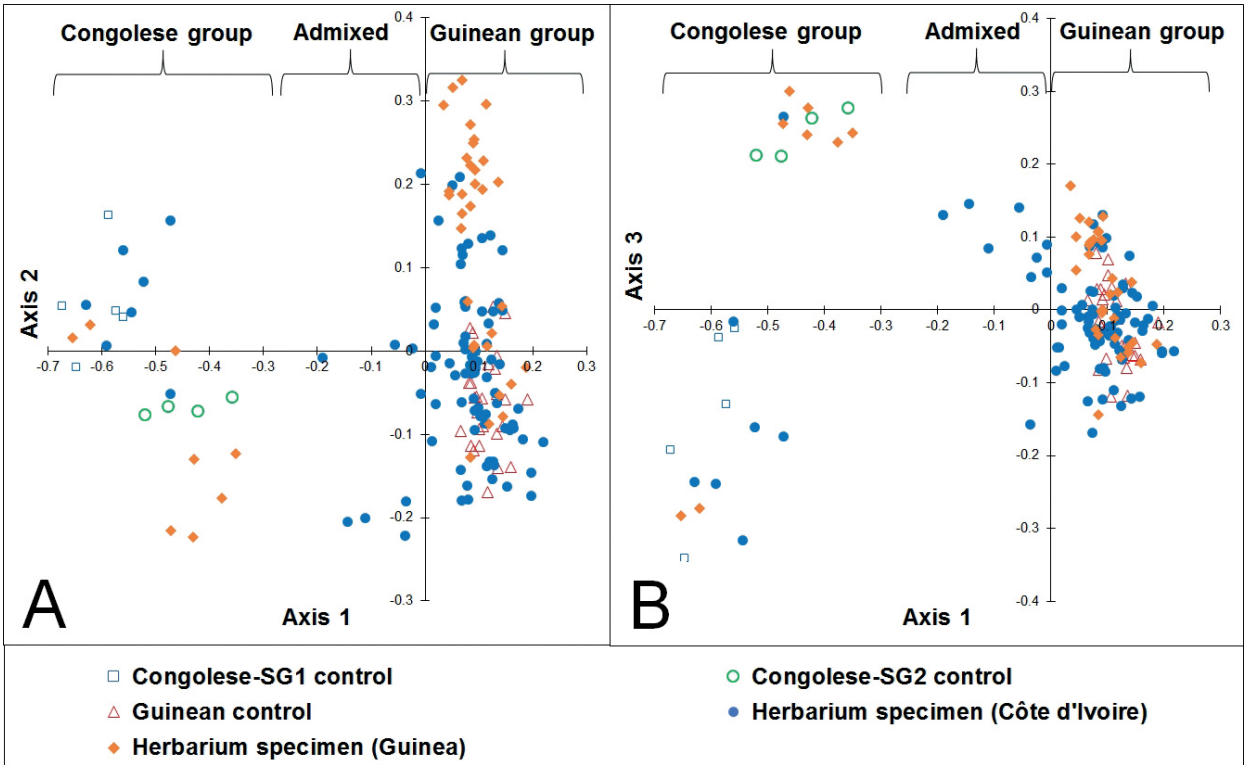 Congolese group Admixed Guinean group
0.4
0.3
0.2
0.1
0
-0.7 -0.6 -0.5 -0.4 -0.3 -0.2 -0.1 0 0.1 0.2 0.3
-0.1
-0.2
-0.3
Axis 2
Axis 1
A
Congolese group Admixed Guinean group
0.4
0.3
0.2
0.1
0
-0.7 -0.6 -0.5 -0.4 -0.3 -0.2 -0.1 0 0.1 0.2 0.3
-0.1
-0.2
-0.3
-0.4
Axis 3
Axis 1
B
Congolese-SG1 control
Guinean control
Herbarium specimen (Guinea)
Congolese-SG2 control
Herbarium specimen (Côte d'Ivoire)